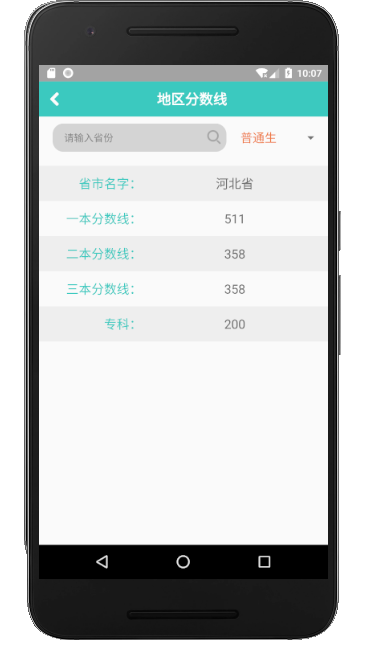 10:07
地区分数线
请输入省份 普通生
省市名字： 河北省
一本分数线： 511
二本分数线： 358
三本分数线： 358
专科： 200